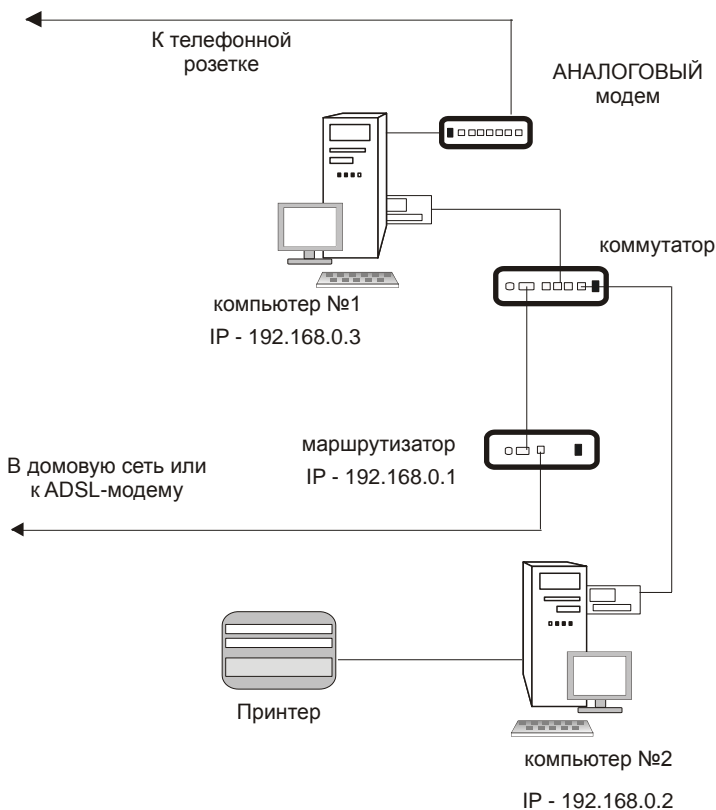 К телефонной
розетке
АНАЛОГОВЫЙ
модем
коммутатор
компьютер №1
IP - 192.168.0.3
маршрутизатор
IP - 192.168.0.1
В домовую сеть или
к ADSL-модему
Принтер
компьютер №2
IP - 192.168.0.2